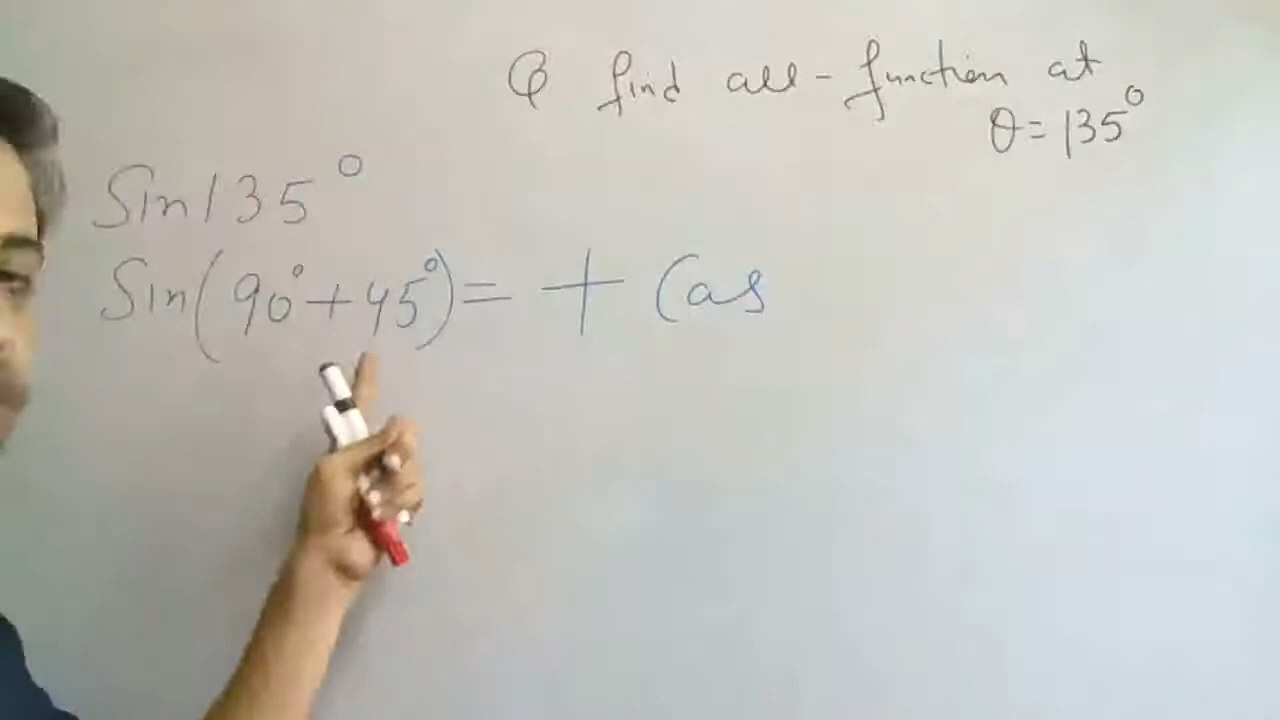 Q find all-function at
θ=135°
Sin135°
Sin(90°+45°)= + Cos